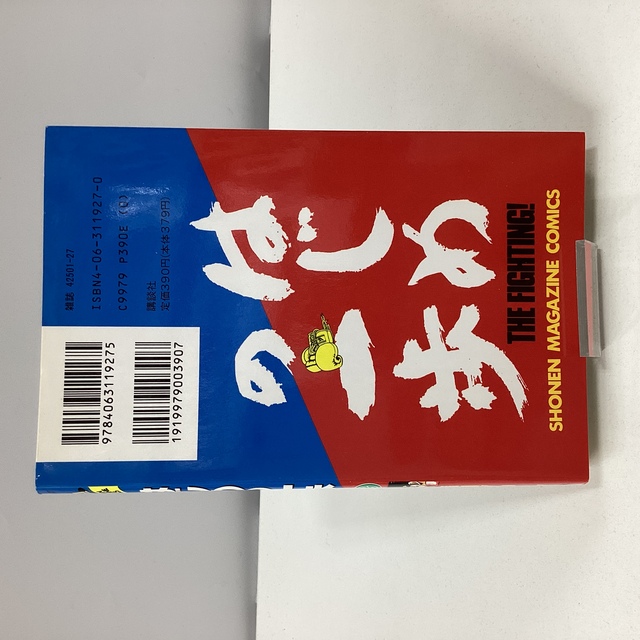 雑誌 42501-27
ISBN4-06-311927-0
C9979 P390E
講談社
定価390円(本体379円)
9784063119275
1919979003907
はじめ
の一歩
THE FIGHTING!
SHONEN MAGAZINE COMICS